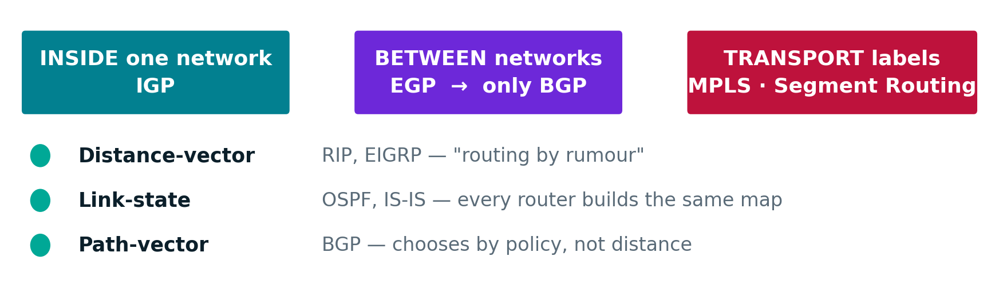 INSIDE one network
IGP
BETWEEN networks
EGP → only BGP
TRANSPORT labels
MPLS · Segment Routing
Distance-vector RIP, EIGRP — "routing by rumour"
Link-state OSPF, IS-IS — every router builds the same map
Path-vector BGP — chooses by policy, not distance